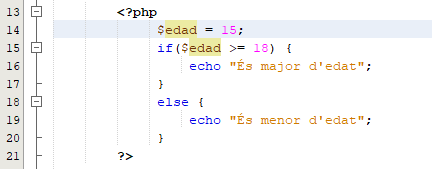 13 <?php
14 $edad = 15;
15 if($edad >= 18) {
16 echo "És major d'edat";
17 }
18 else {
19 echo "És menor d'edat";
20 }
21 ?>